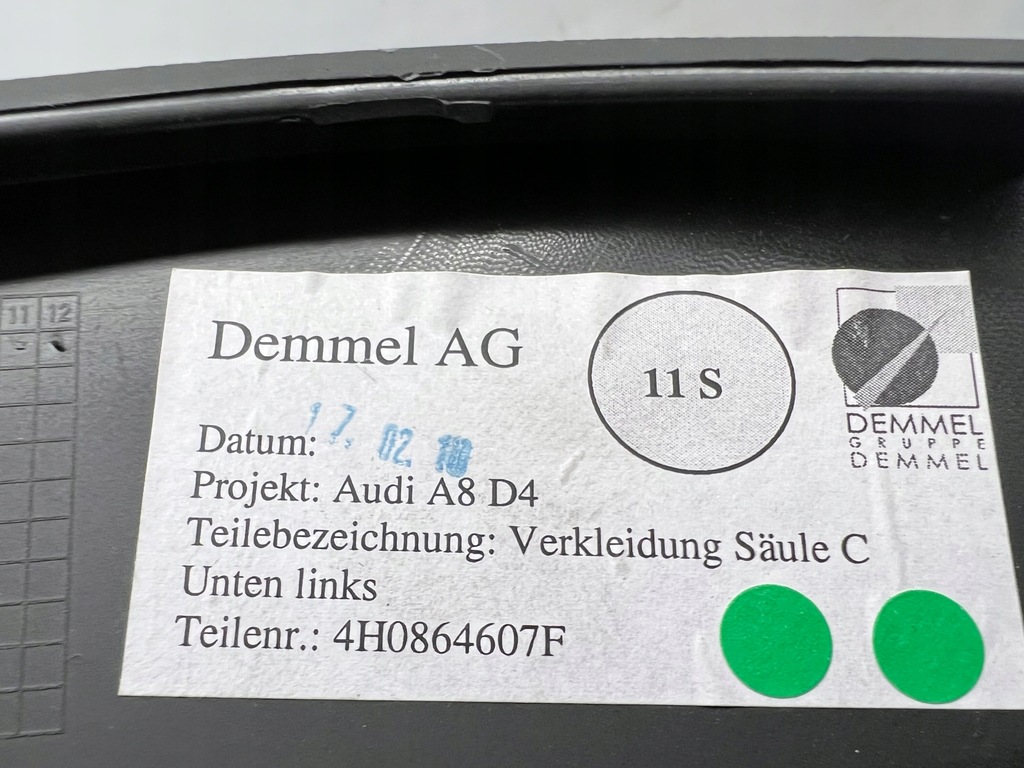 11 12
Demmel AG
11 S
DEMMEL
GRUPPE
DEMMEL
Datum: 17. 02.
Projekt: Audi A8 D4
Teilebezeichnung: Verkleidung Säule C
Unten links
Teilenr.: 4H0864607F